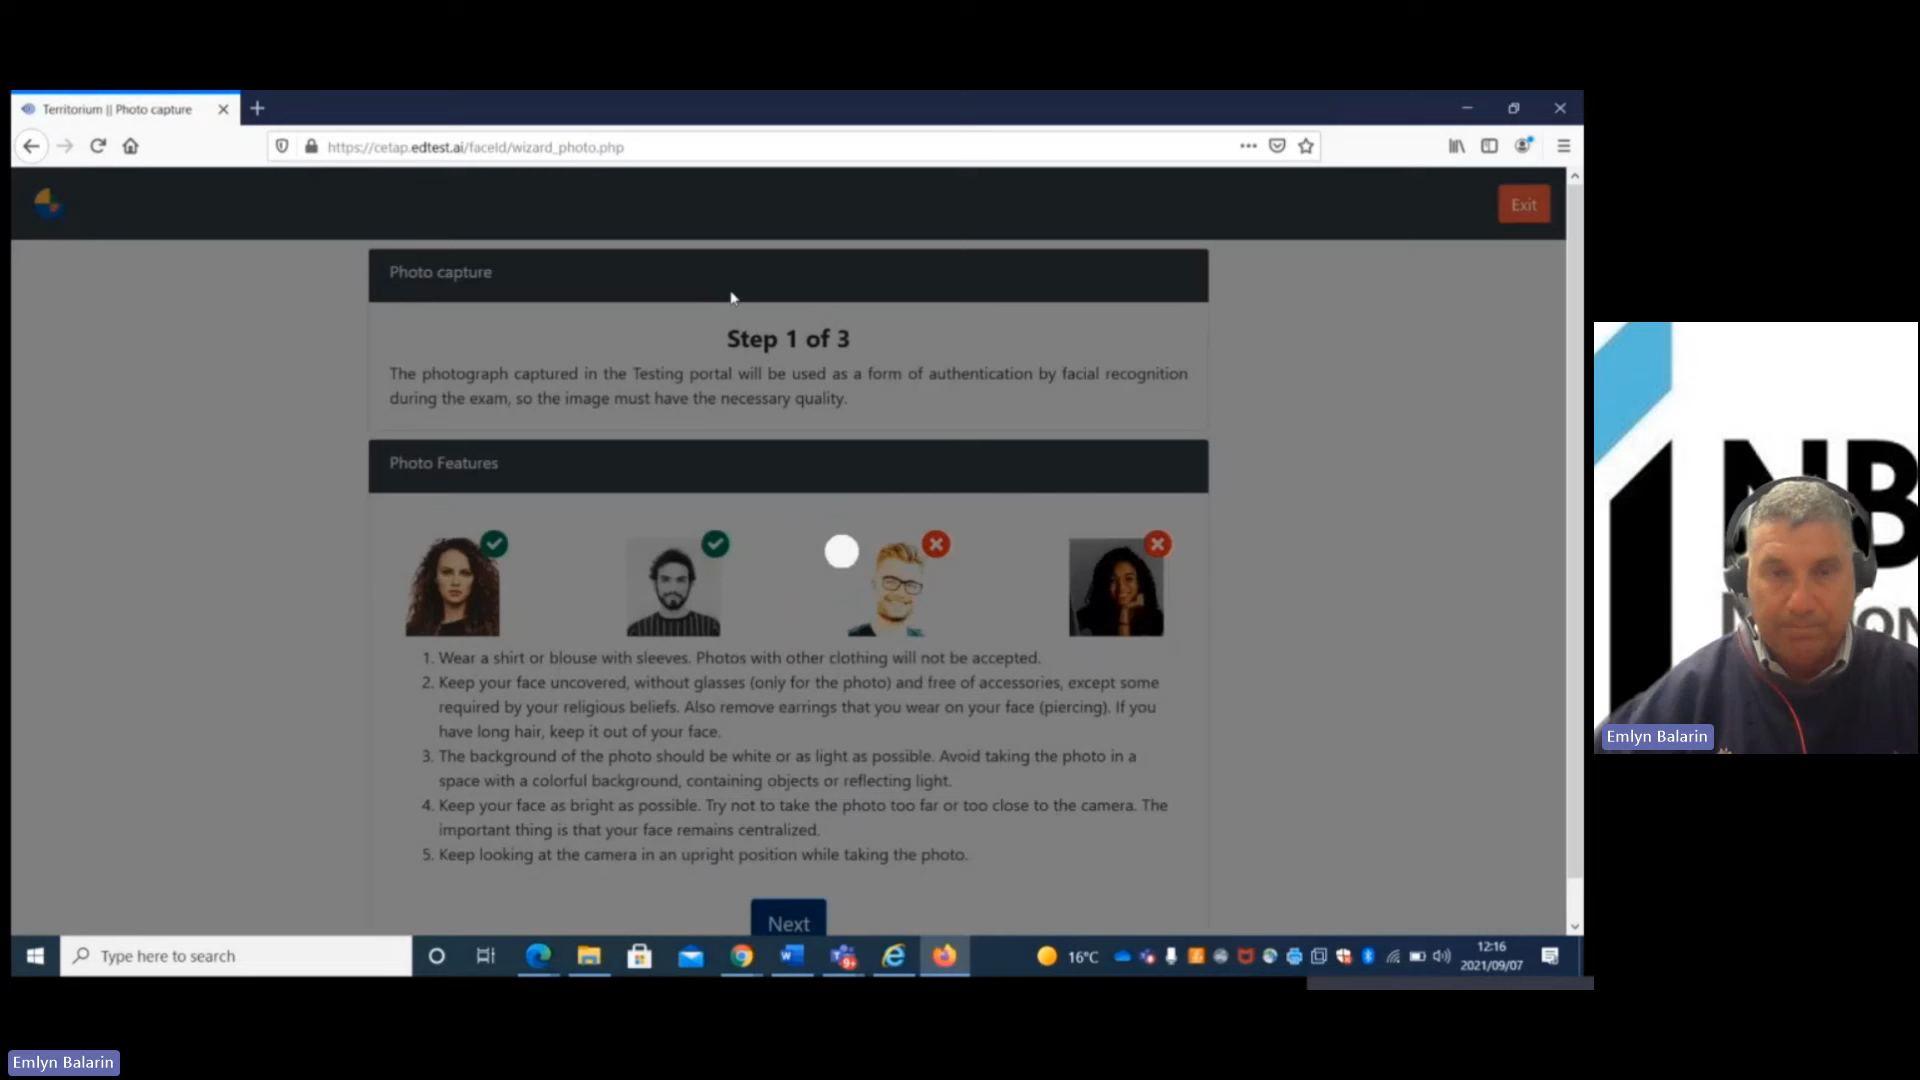 Territorium || Photo capture
https://cetap.edtest.ai/faceId/wizard_photo.php
Exit
Photo capture
Step 1 of 3
The photograph captured in the Testing portal will be used as a form of authentication by facial recognition
during the exam, so the image must have the necessary quality.
Photo Features
1. Wear a shirt or blouse with sleeves. Photos with other clothing will not be accepted.
2. Keep your face uncovered, without glasses (only for the photo) and free of accessories, except some
required by your religious beliefs. Also remove earrings that you wear on your face (piercing). If you
have long hair, keep it out of your face.
3. The background of the photo should be white or as light as possible. Avoid taking the photo in a
space with a colorful background, containing objects or reflecting light.
4. Keep your face as bright as possible. Try not to take the photo too far or too close to the camera. The
important thing is that your face remains centralized.
5. Keep looking at the camera in an upright position while taking the photo.
Next
Type here to search
16°C
12:16
2021/09/07
NB
Emlyn Balarin
Emlyn Balarin